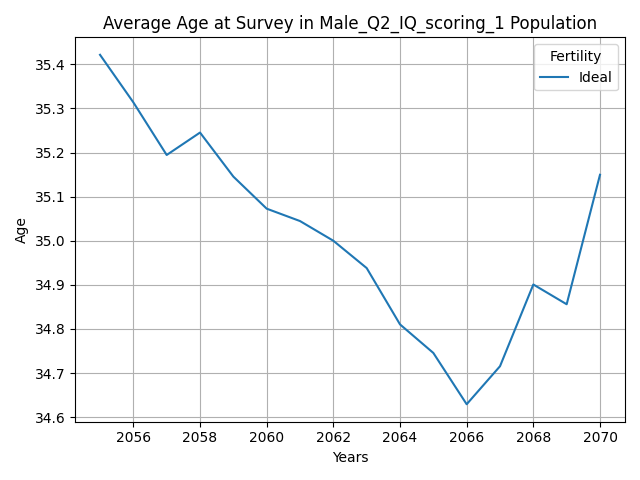 Average Age at Survey in Male_Q2_IQ_scoring_1 Population
Fertility
Ideal
35.4
35.3
35.2
35.1
35.0
34.9
34.8
34.7
34.6
Age
2056 2058 2060 2062 2064 2066 2068 2070
Years